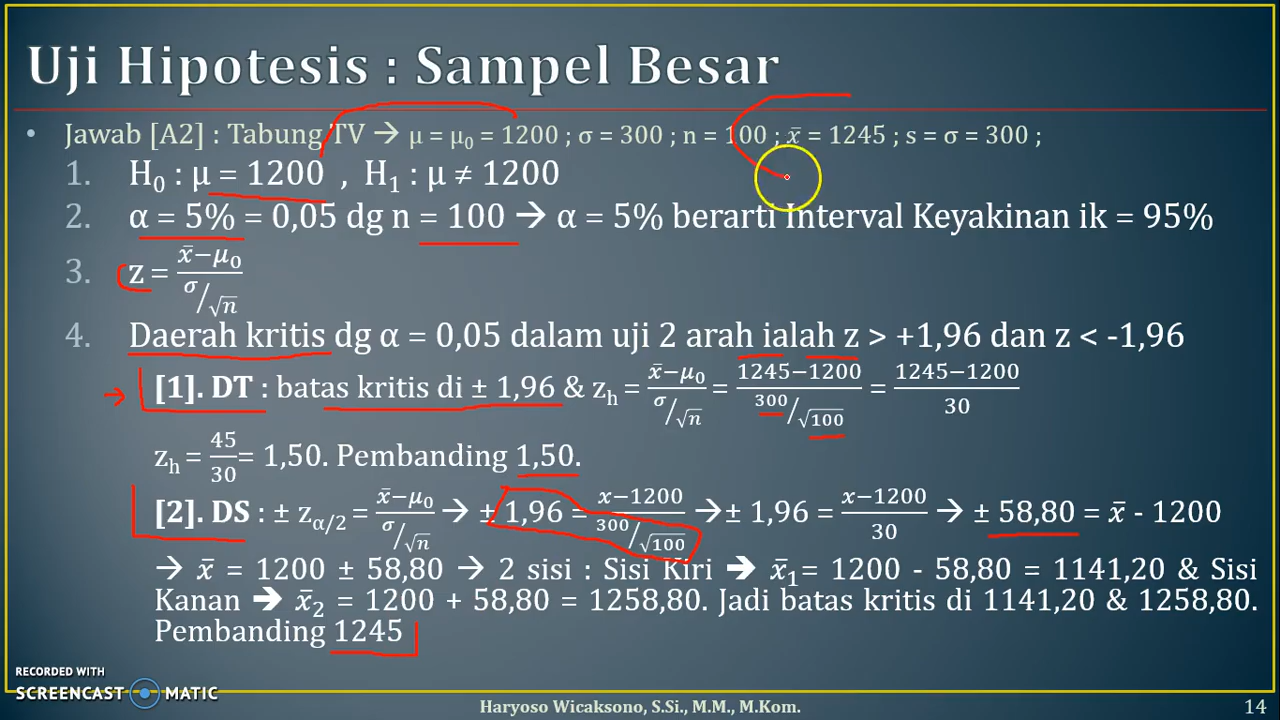 Uji Hipotesis : Sampel Besar
• Jawab [A2] : Tabung TV → μ = μ₀ = 1200 ; σ = 300 ; n = 100 ; x̄ = 1245 ; s = σ = 300 ;
1. H₀ : μ = 1200 , H₁ : μ ≠ 1200
2. α = 5% = 0,05 dg n = 100 → α = 5% berarti Interval Keyakinan ik = 95%
3. z = (x̄−μ₀)/(σ/√n)
4. Daerah kritis dg α = 0,05 dalam uji 2 arah ialah z > +1,96 dan z < -1,96
[1]. DT : batas kritis di ± 1,96 & zₕ = (x̄−μ₀)/(σ/√n) = (1245−1200)/(300/√100) = (1245−1200)/30
zₕ = 45/30 = 1,50. Pembanding 1,50.
[2]. DS : ± z_α/2 = (x̄−μ₀)/(σ/√n) → ± 1,96 = (x−1200)/(300/√100) → ± 1,96 = (x−1200)/30 → ± 58,80 = x̄ - 1200
→ x̄ = 1200 ± 58,80 → 2 sisi : Sisi Kiri → x̄₁= 1200 - 58,80 = 1141,20 & Sisi
Kanan → x̄₂ = 1200 + 58,80 = 1258,80. Jadi batas kritis di 1141,20 & 1258,80.
Pembanding 1245
RECORDED WITH
SCREENCAST MATIC
Haryoso Wicaksono, S.Si., M.M., M.Kom.
14